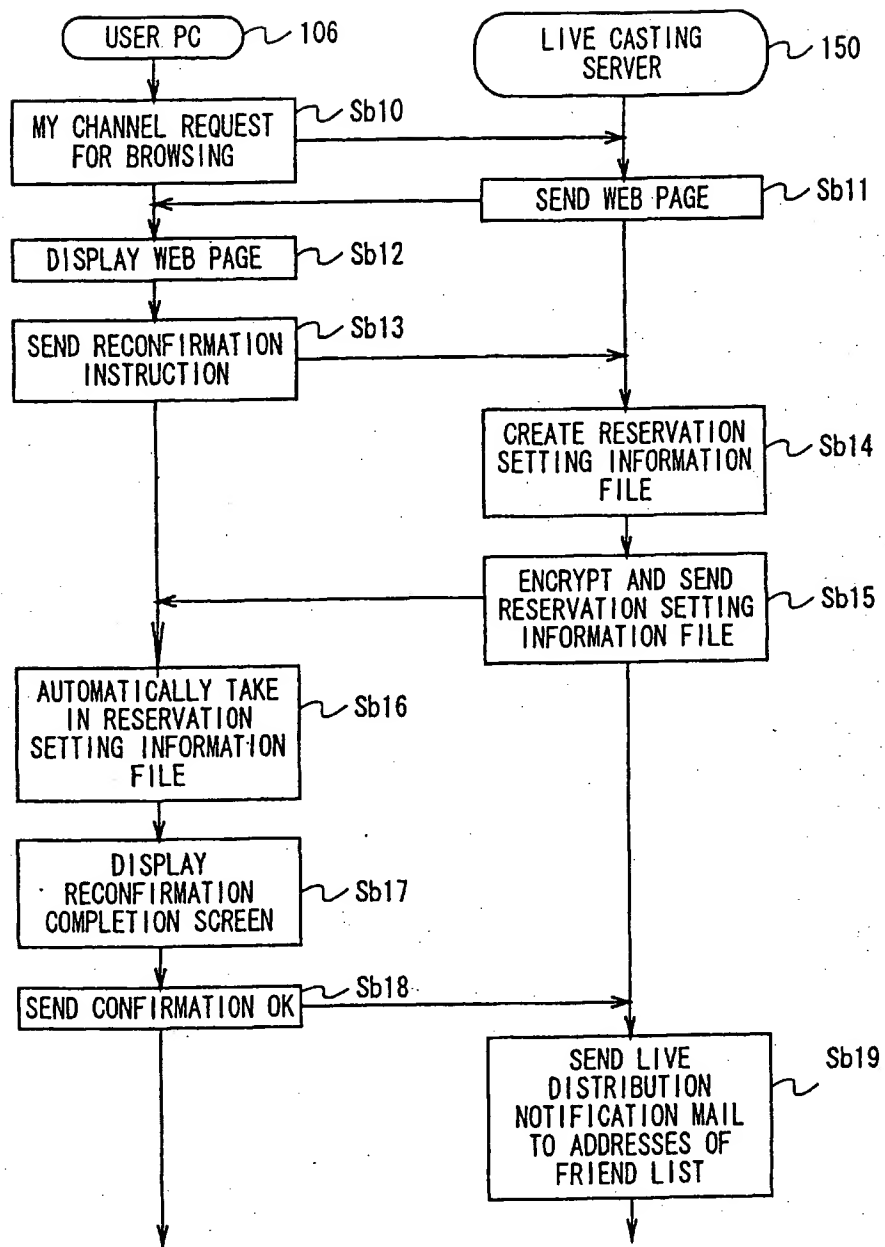 USER PC
106
LIVE CASTING
SERVER
150
MY CHANNEL REQUEST
FOR BROWSING
Sb10
SEND WEB PAGE
Sb11
DISPLAY WEB PAGE
Sb12
SEND RECONFIRMATION
INSTRUCTION
Sb13
CREATE RESERVATION
SETTING INFORMATION
FILE
Sb14
ENCRYPT AND SEND
RESERVATION SETTING
INFORMATION FILE
Sb15
AUTOMATICALLY TAKE
IN RESERVATION
SETTING INFORMATION
FILE
Sb16
DISPLAY
RECONFIRMATION
COMPLETION SCREEN
Sb17
SEND CONFIRMATION OK
Sb18
SEND LIVE
DISTRIBUTION
NOTIFICATION MAIL
TO ADDRESSES OF
FRIEND LIST
Sb19